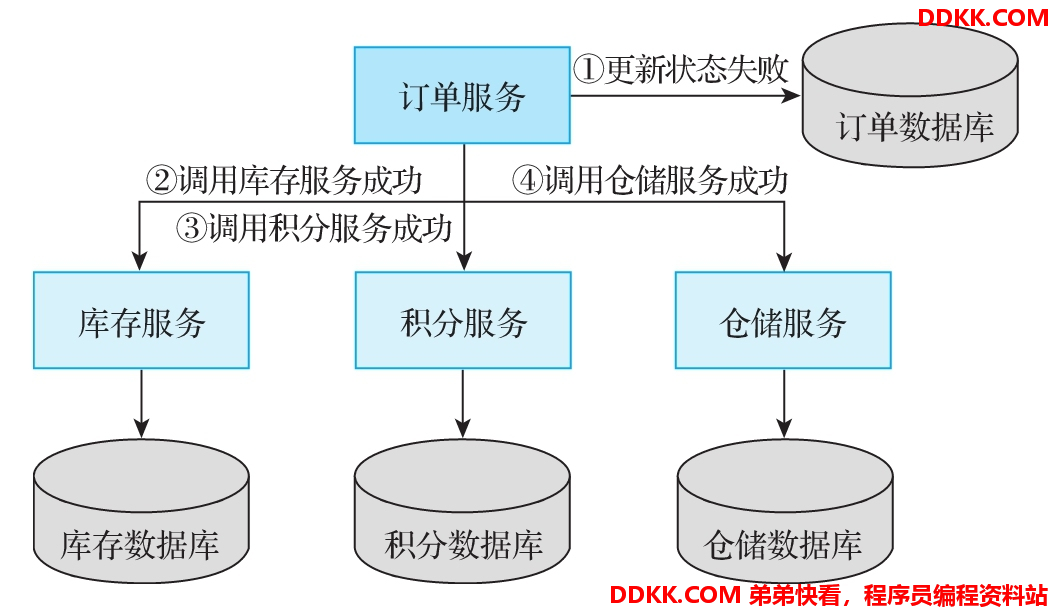 DDKK.COM
①更新状态失败
订单服务
订单数据库
②调用库存服务成功
④调用仓储服务成功
③调用积分服务成功
库存服务
积分服务
仓储服务
库存数据库
积分数据库
仓储数据库
DDKK.COM 弟弟快看，程序员编程资料站